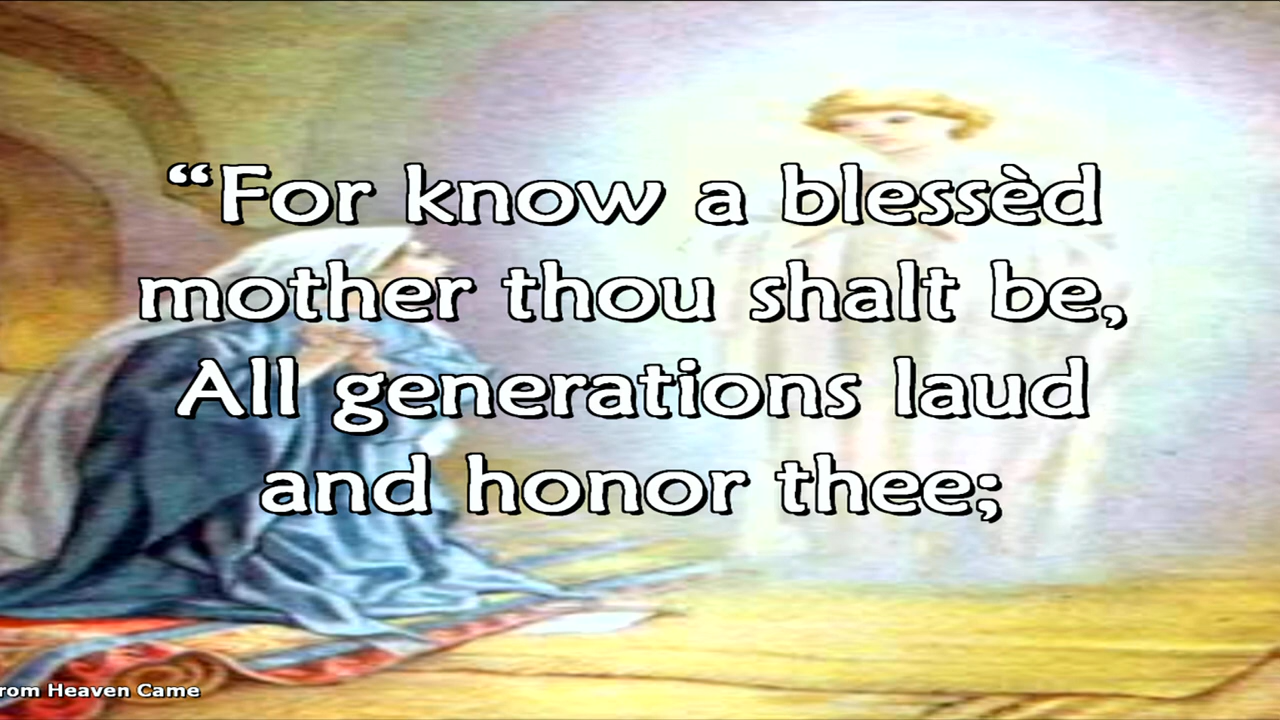 “For know a blessèd
mother thou shalt be,
All generations laud
and honor thee;
rom Heaven Came